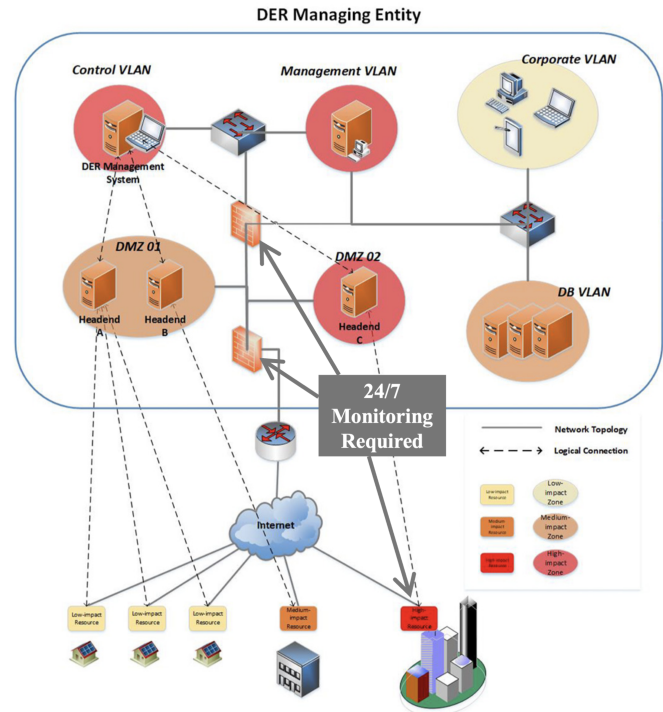 DER Managing Entity
Control VLAN
Management VLAN
Corporate VLAN
DER Management
System
DMZ 01
DMZ 02
DB VLAN
Headend
A
Headend
B
Headend
C
24/7
Monitoring
Required
Network Topology
Logical Connection
Low-impact
Resource
Low-
impact
Zone
Medium-
impact
Resource
Medium-
impact
Zone
High-impact
Resource
High-
impact
Zone
Internet
Low-impact
Resource
Low-impact
Resource
Low-impact
Resource
Medium-
impact
Resource
High-
impact
Resource